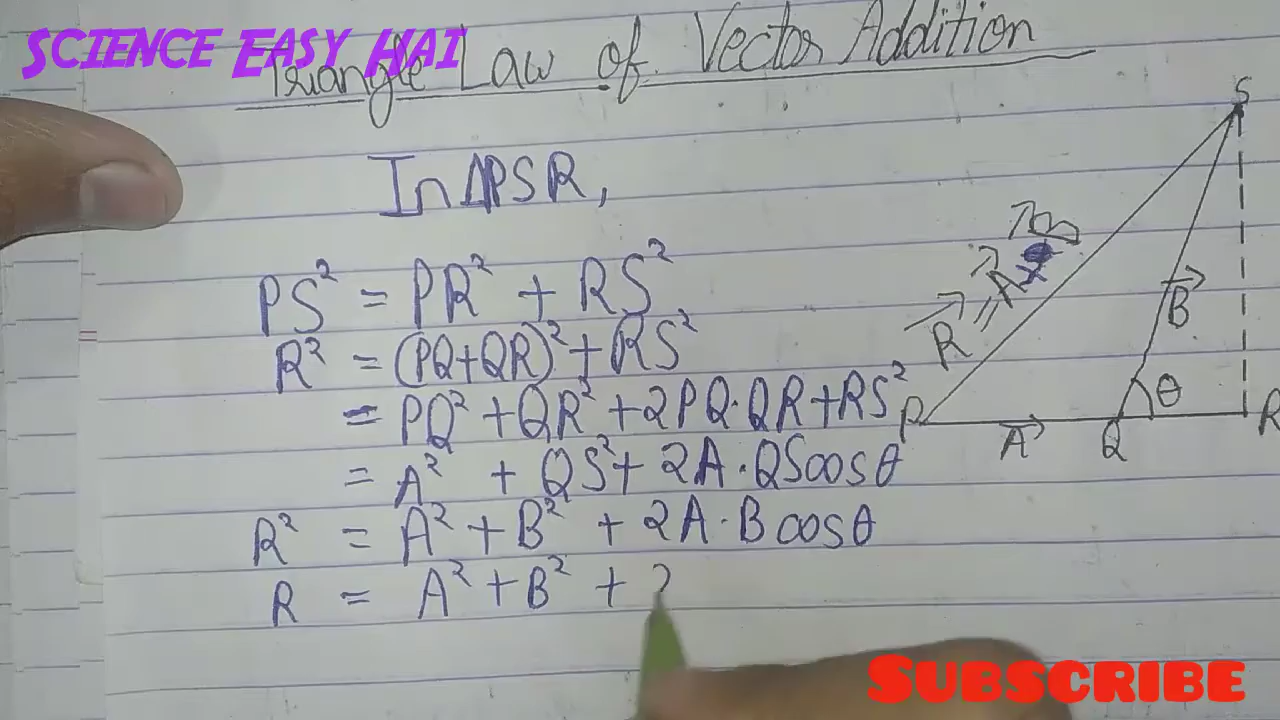 SCIENCE EASY HAI
Triangle Law of Vector Addition
In ΔPSR,
PS² = PR² + RS²
R² = (PQ+QR)² + RS²
= PQ² + QR² + 2PQ·QR + RS²
= A² + QS² + 2A·QScosθ
R² = A² + B² + 2A·Bcosθ
R = A² + B² + 2
S
B
R = A
B
θ
P
A
Q
R
SUBSCRIBE